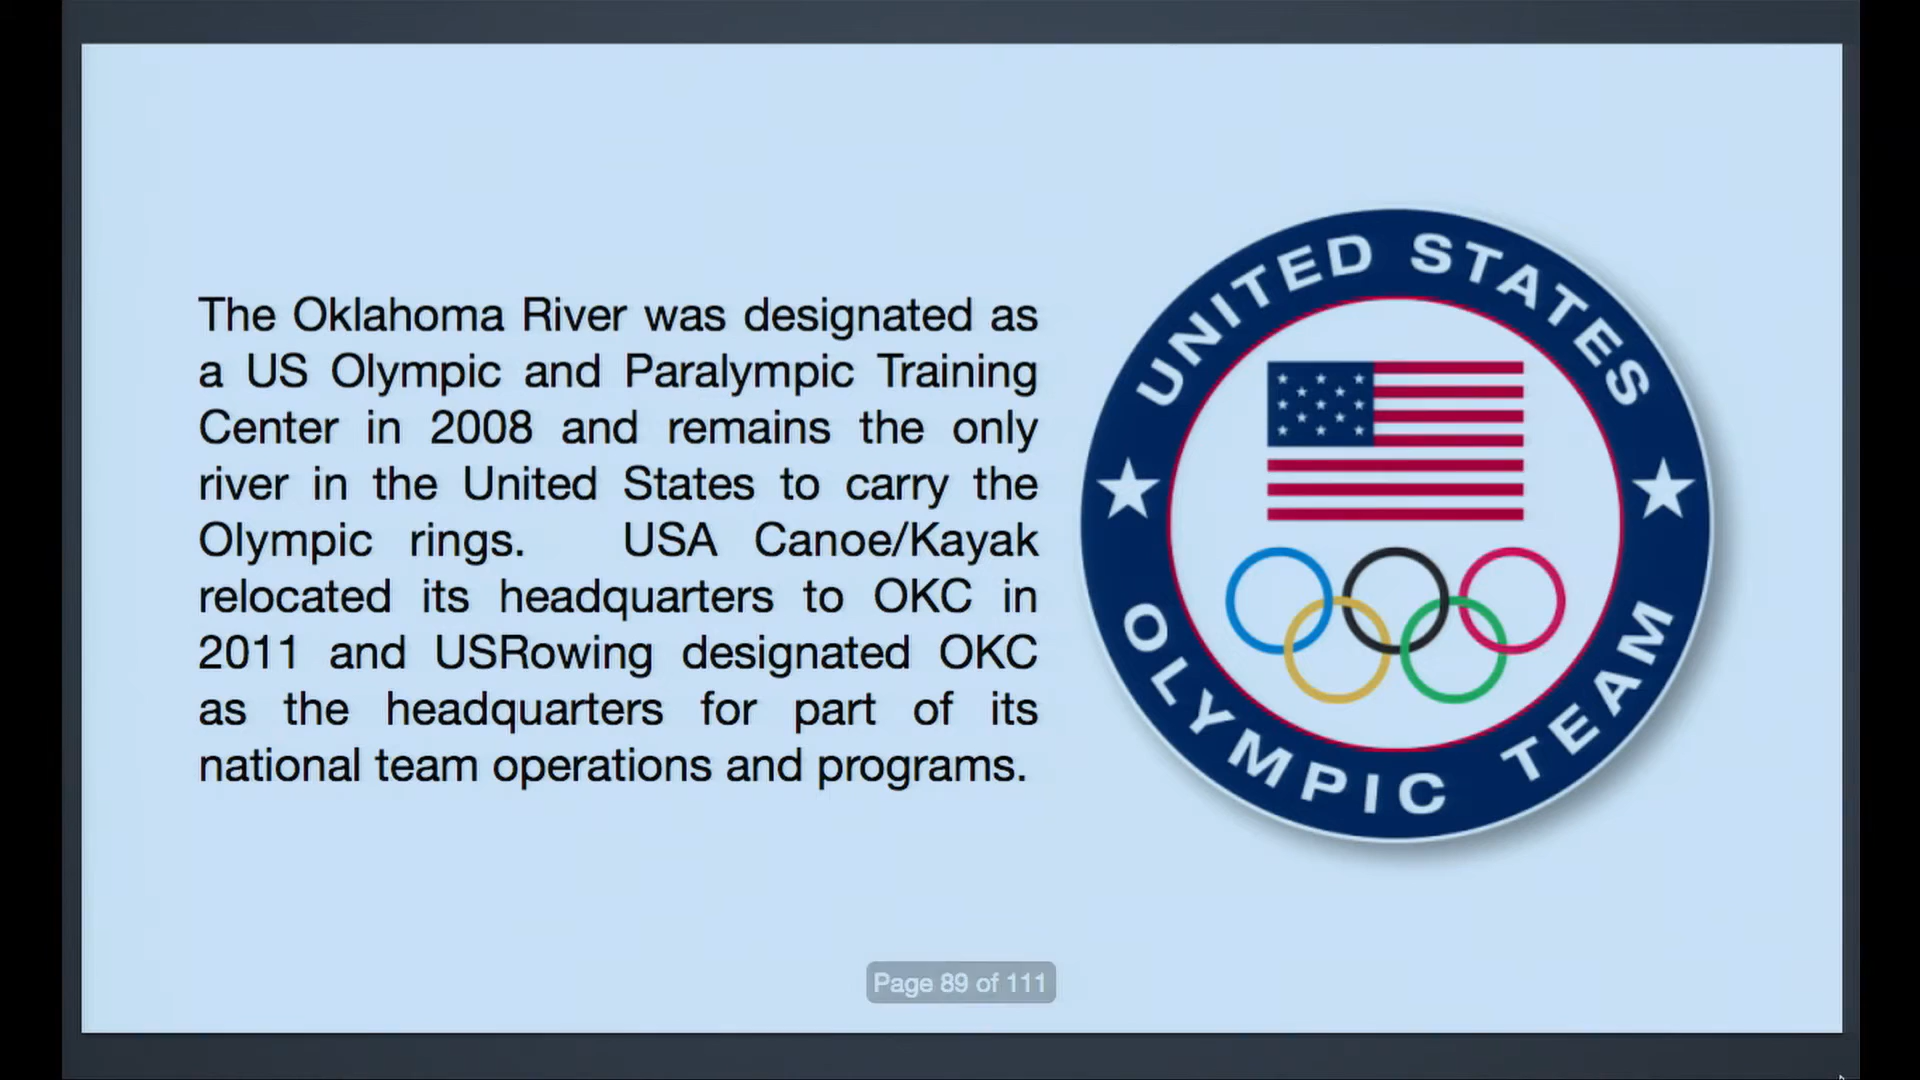 The Oklahoma River was designated as
a US Olympic and Paralympic Training
Center in 2008 and remains the only
river in the United States to carry the
Olympic rings. USA Canoe/Kayak
relocated its headquarters to OKC in
2011 and USRowing designated OKC
as the headquarters for part of its
national team operations and programs.
UNITED STATES
OLYMPIC TEAM
Page 89 of 111